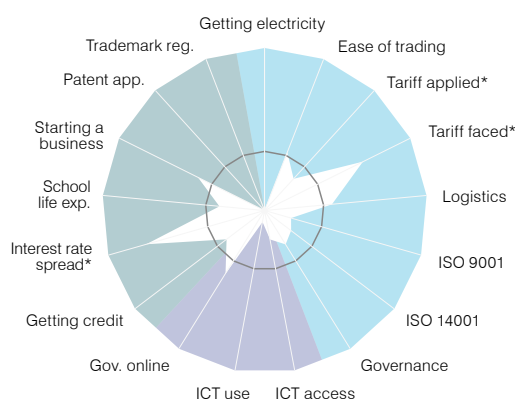 Getting electricity
Trademark reg.
Ease of trading
Patent app.
Tariff applied*
Starting a
business
Tariff faced*
School
life exp.
Logistics
Interest rate
spread*
ISO 9001
Getting credit
ISO 14001
Gov. online
Governance
ICT use
ICT access